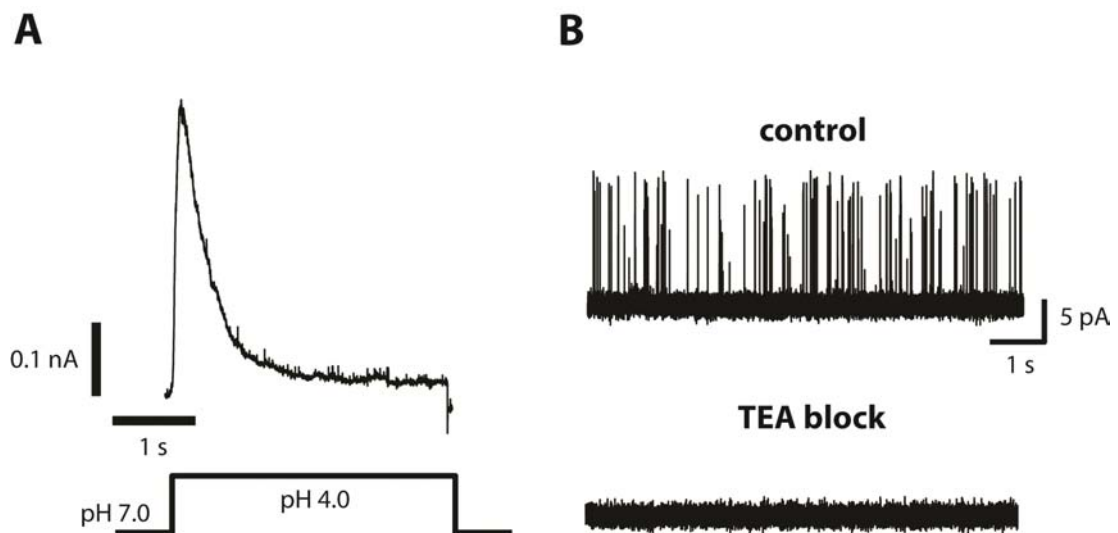 A
B
control
0.1 nA
5 pA
1 s
1 s
TEA block
pH 7.0
pH 4.0